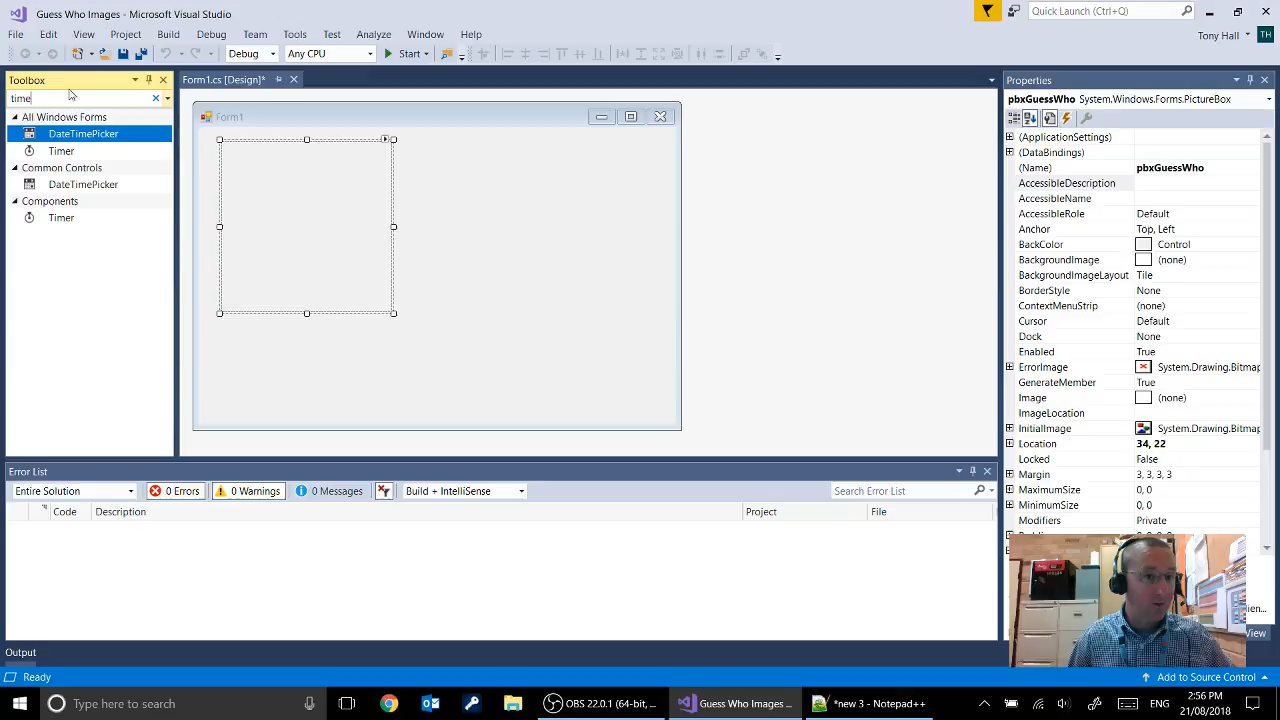 Guess Who Images - Microsoft Visual Studio
Quick Launch (Ctrl+Q)
File Edit View Project Build Debug Team Tools Test Analyze Window Help
Tony Hall TH
Debug Any CPU Start
Toolbox
time
All Windows Forms
DateTimePicker
Timer
Common Controls
DateTimePicker
Components
Timer
Form1.cs [Design]*
Form1
Properties
pbxGuessWho System.Windows.Forms.PictureBox
(ApplicationSettings)
(DataBindings)
(Name) pbxGuessWho
AccessibleDescription
AccessibleName
AccessibleRole Default
Anchor Top, Left
BackColor Control
BackgroundImage (none)
BackgroundImageLayout Tile
BorderStyle None
ContextMenuStrip (none)
Cursor Default
Dock None
Enabled True
ErrorImage System.Drawing.Bitmap
GenerateMember True
Image (none)
ImageLocation
InitialImage System.Drawing.Bitmap
Location 34, 22
Locked False
Margin 3, 3, 3, 3
MaximumSize 0, 0
MinimumSize 0, 0
Modifiers Private
View
Error List
Entire Solution 0 Errors 0 Warnings 0 Messages Build + IntelliSense Search Error List
Code Description Project File
Output
Ready Add to Source Control
Type here to search
OBS 22.0.1 (64-bit, ... Guess Who Images ... *new 3 - Notepad++
2:56 PM
21/08/2018